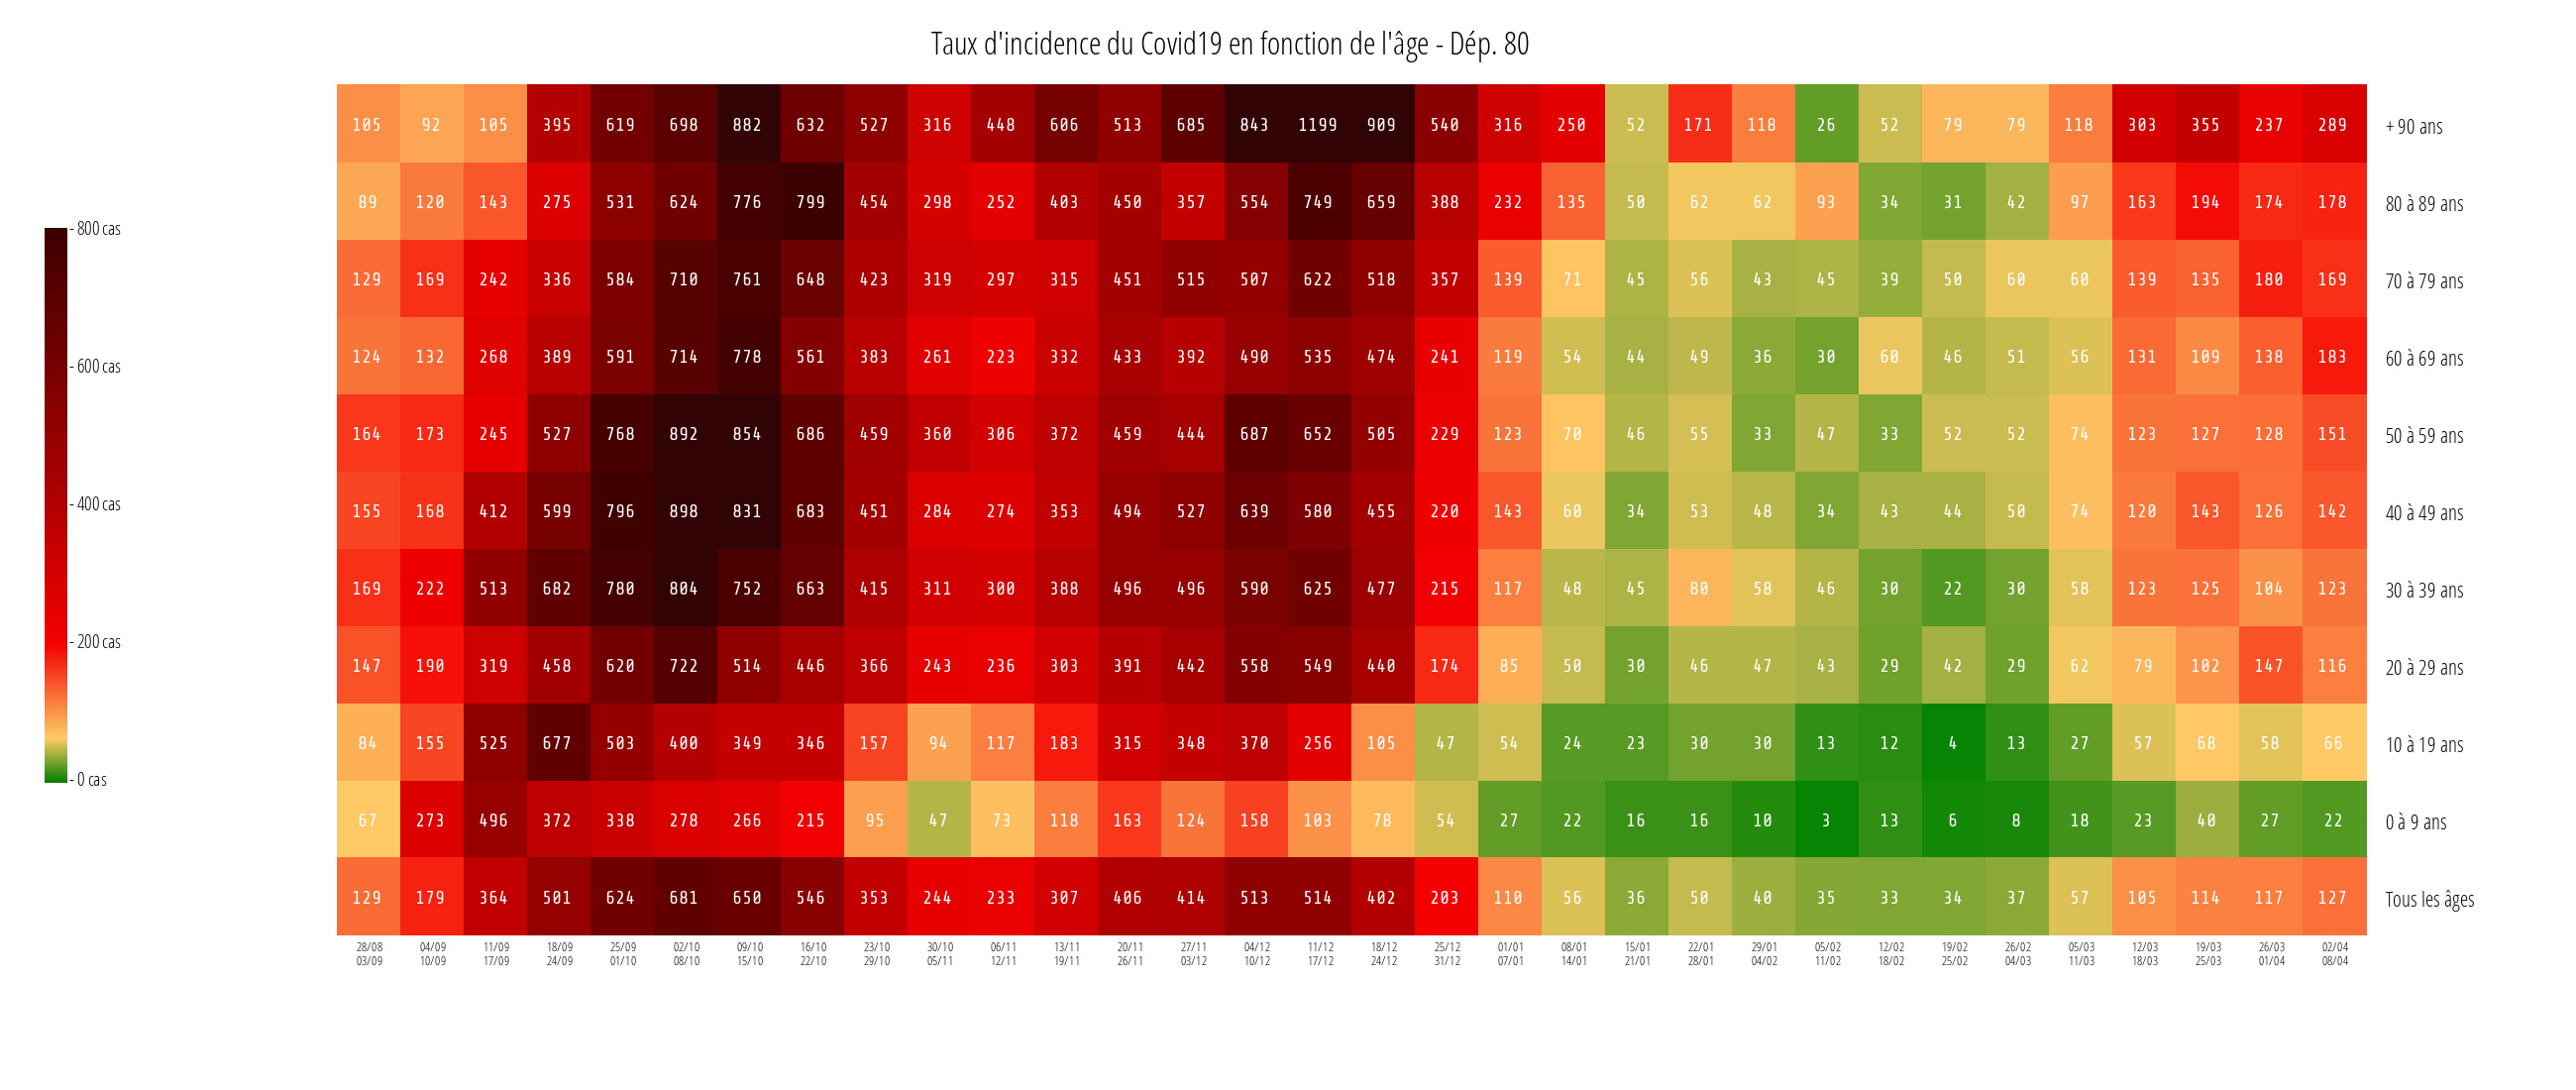 Taux d'incidence du Covid19 en fonction de l'âge - Dép. 80
105 92 105 395 619 698 882 632 527 316 448 606 513 685 843 1199 909 540 316 250 52 171 118 26 52 79 79 118 303 355 237 289 + 90 ans
89 120 143 275 531 624 776 799 454 298 252 403 450 357 554 749 659 388 232 135 50 62 62 93 34 31 42 97 163 194 174 178 80 à 89 ans
- 800 cas
129 169 242 336 584 710 761 648 423 319 297 315 451 515 507 622 518 357 139 71 45 56 43 45 39 50 60 60 139 135 180 169 70 à 79 ans
124 132 268 389 591 714 778 561 383 261 223 332 433 392 490 535 474 241 119 54 44 49 36 30 60 46 51 56 131 109 138 183 60 à 69 ans
- 600 cas
164 173 245 527 768 892 854 686 459 360 306 372 459 444 687 652 505 229 123 70 46 55 33 47 33 52 52 74 123 127 128 151 50 à 59 ans
- 400 cas
155 168 412 599 796 898 831 683 451 284 274 353 494 527 639 580 455 220 143 60 34 53 48 34 43 44 50 74 120 143 126 142 40 à 49 ans
169 222 513 682 780 804 752 663 415 311 300 388 496 496 590 625 477 215 117 48 45 80 58 46 30 22 30 58 123 125 104 123 30 à 39 ans
- 200 cas
147 190 319 458 620 722 514 446 366 243 236 303 391 442 558 549 440 174 85 50 30 46 47 43 29 42 29 62 79 102 147 116 20 à 29 ans
84 155 525 677 503 400 349 346 157 94 117 183 315 348 370 256 105 47 54 24 23 30 30 13 12 4 13 27 57 68 58 66 10 à 19 ans
- 0 cas
67 273 496 372 338 278 266 215 95 47 73 118 163 124 158 103 78 54 27 22 16 16 10 3 13 6 8 18 23 40 27 22 0 à 9 ans
129 179 364 501 624 681 650 546 353 244 233 307 406 414 513 514 402 203 110 56 36 50 40 35 33 34 37 57 105 114 117 127 Tous les âges
28/08 04/09 11/09 18/09 25/09 02/10 09/10 16/10 23/10 30/10 06/11 13/11 20/11 27/11 04/12 11/12 18/12 25/12 01/01 08/01 15/01 22/01 29/01 05/02 12/02 19/02 26/02 05/03 12/03 19/03 26/03 02/04
03/09 10/09 17/09 24/09 01/10 08/10 15/10 22/10 29/10 05/11 12/11 19/11 26/11 03/12 10/12 17/12 24/12 31/12 07/01 14/01 21/01 28/01 04/02 11/02 18/02 25/02 04/03 11/03 18/03 25/03 01/04 08/04